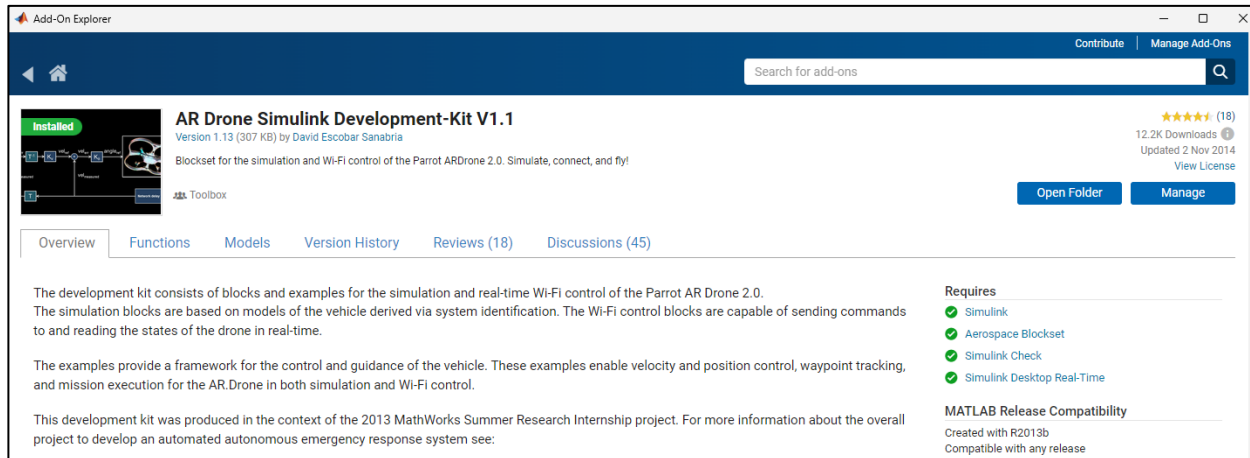 Add-On Explorer
Contribute | Manage Add-Ons
Search for add-ons
Installed
AR Drone Simulink Development-Kit V1.1
Version 1.13 (307 KB) by David Escobar Sanabria
Blockset for the simulation and Wi-Fi control of the Parrot ARDrone 2.0. Simulate, connect, and fly!
Toolbox
(18)
12.2K Downloads
Updated 2 Nov 2014
View License
Open Folder
Manage
Overview
Functions
Models
Version History
Reviews (18)
Discussions (45)
The development kit consists of blocks and examples for the simulation and real-time Wi-Fi control of the Parrot AR Drone 2.0.
The simulation blocks are based on models of the vehicle derived via system identification. The Wi-Fi control blocks are capable of sending commands
to and reading the states of the drone in real-time.
The examples provide a framework for the control and guidance of the vehicle. These examples enable velocity and position control, waypoint tracking,
and mission execution for the AR.Drone in both simulation and Wi-Fi control.
This development kit was produced in the context of the 2013 MathWorks Summer Research Internship project. For more information about the overall
project to develop an automated autonomous emergency response system see:
Requires
Simulink
Aerospace Blockset
Simulink Check
Simulink Desktop Real-Time
MATLAB Release Compatibility
Created with R2013b
Compatible with any release